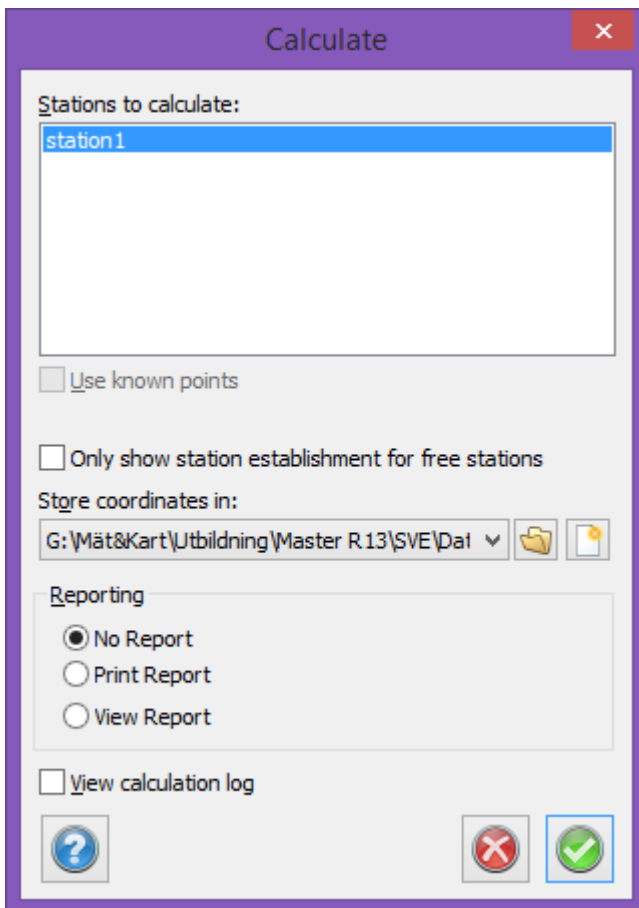 Calculate
Stations to calculate:
station1
Use known points
Only show station establishment for free stations
Store coordinates in:
G:\Mät&Kart\Utbildning\Master R13\SVE\Dat
Reporting
No Report
Print Report
View Report
View calculation log